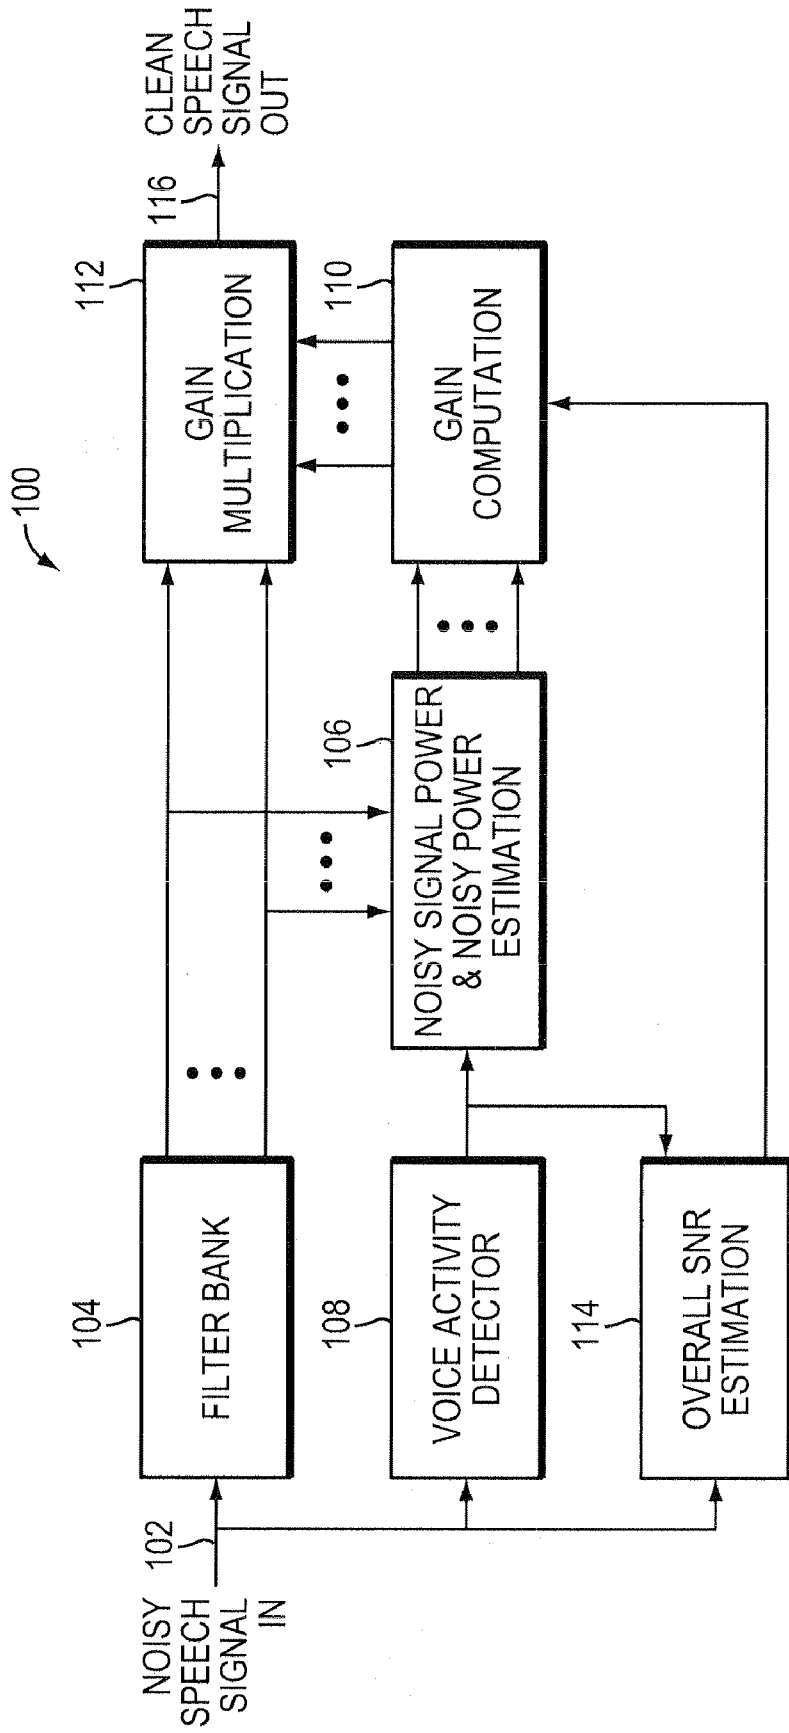 100
NOISY
SPEECH
SIGNAL
IN
102
104
FILTER BANK
112
GAIN
MULTIPLICATION
116
CLEAN
SPEECH
SIGNAL
OUT
108
VOICE ACTIVITY
DETECTOR
106
NOISY SIGNAL POWER
& NOISY POWER
ESTIMATION
110
GAIN
COMPUTATION
114
OVERALL SNR
ESTIMATION